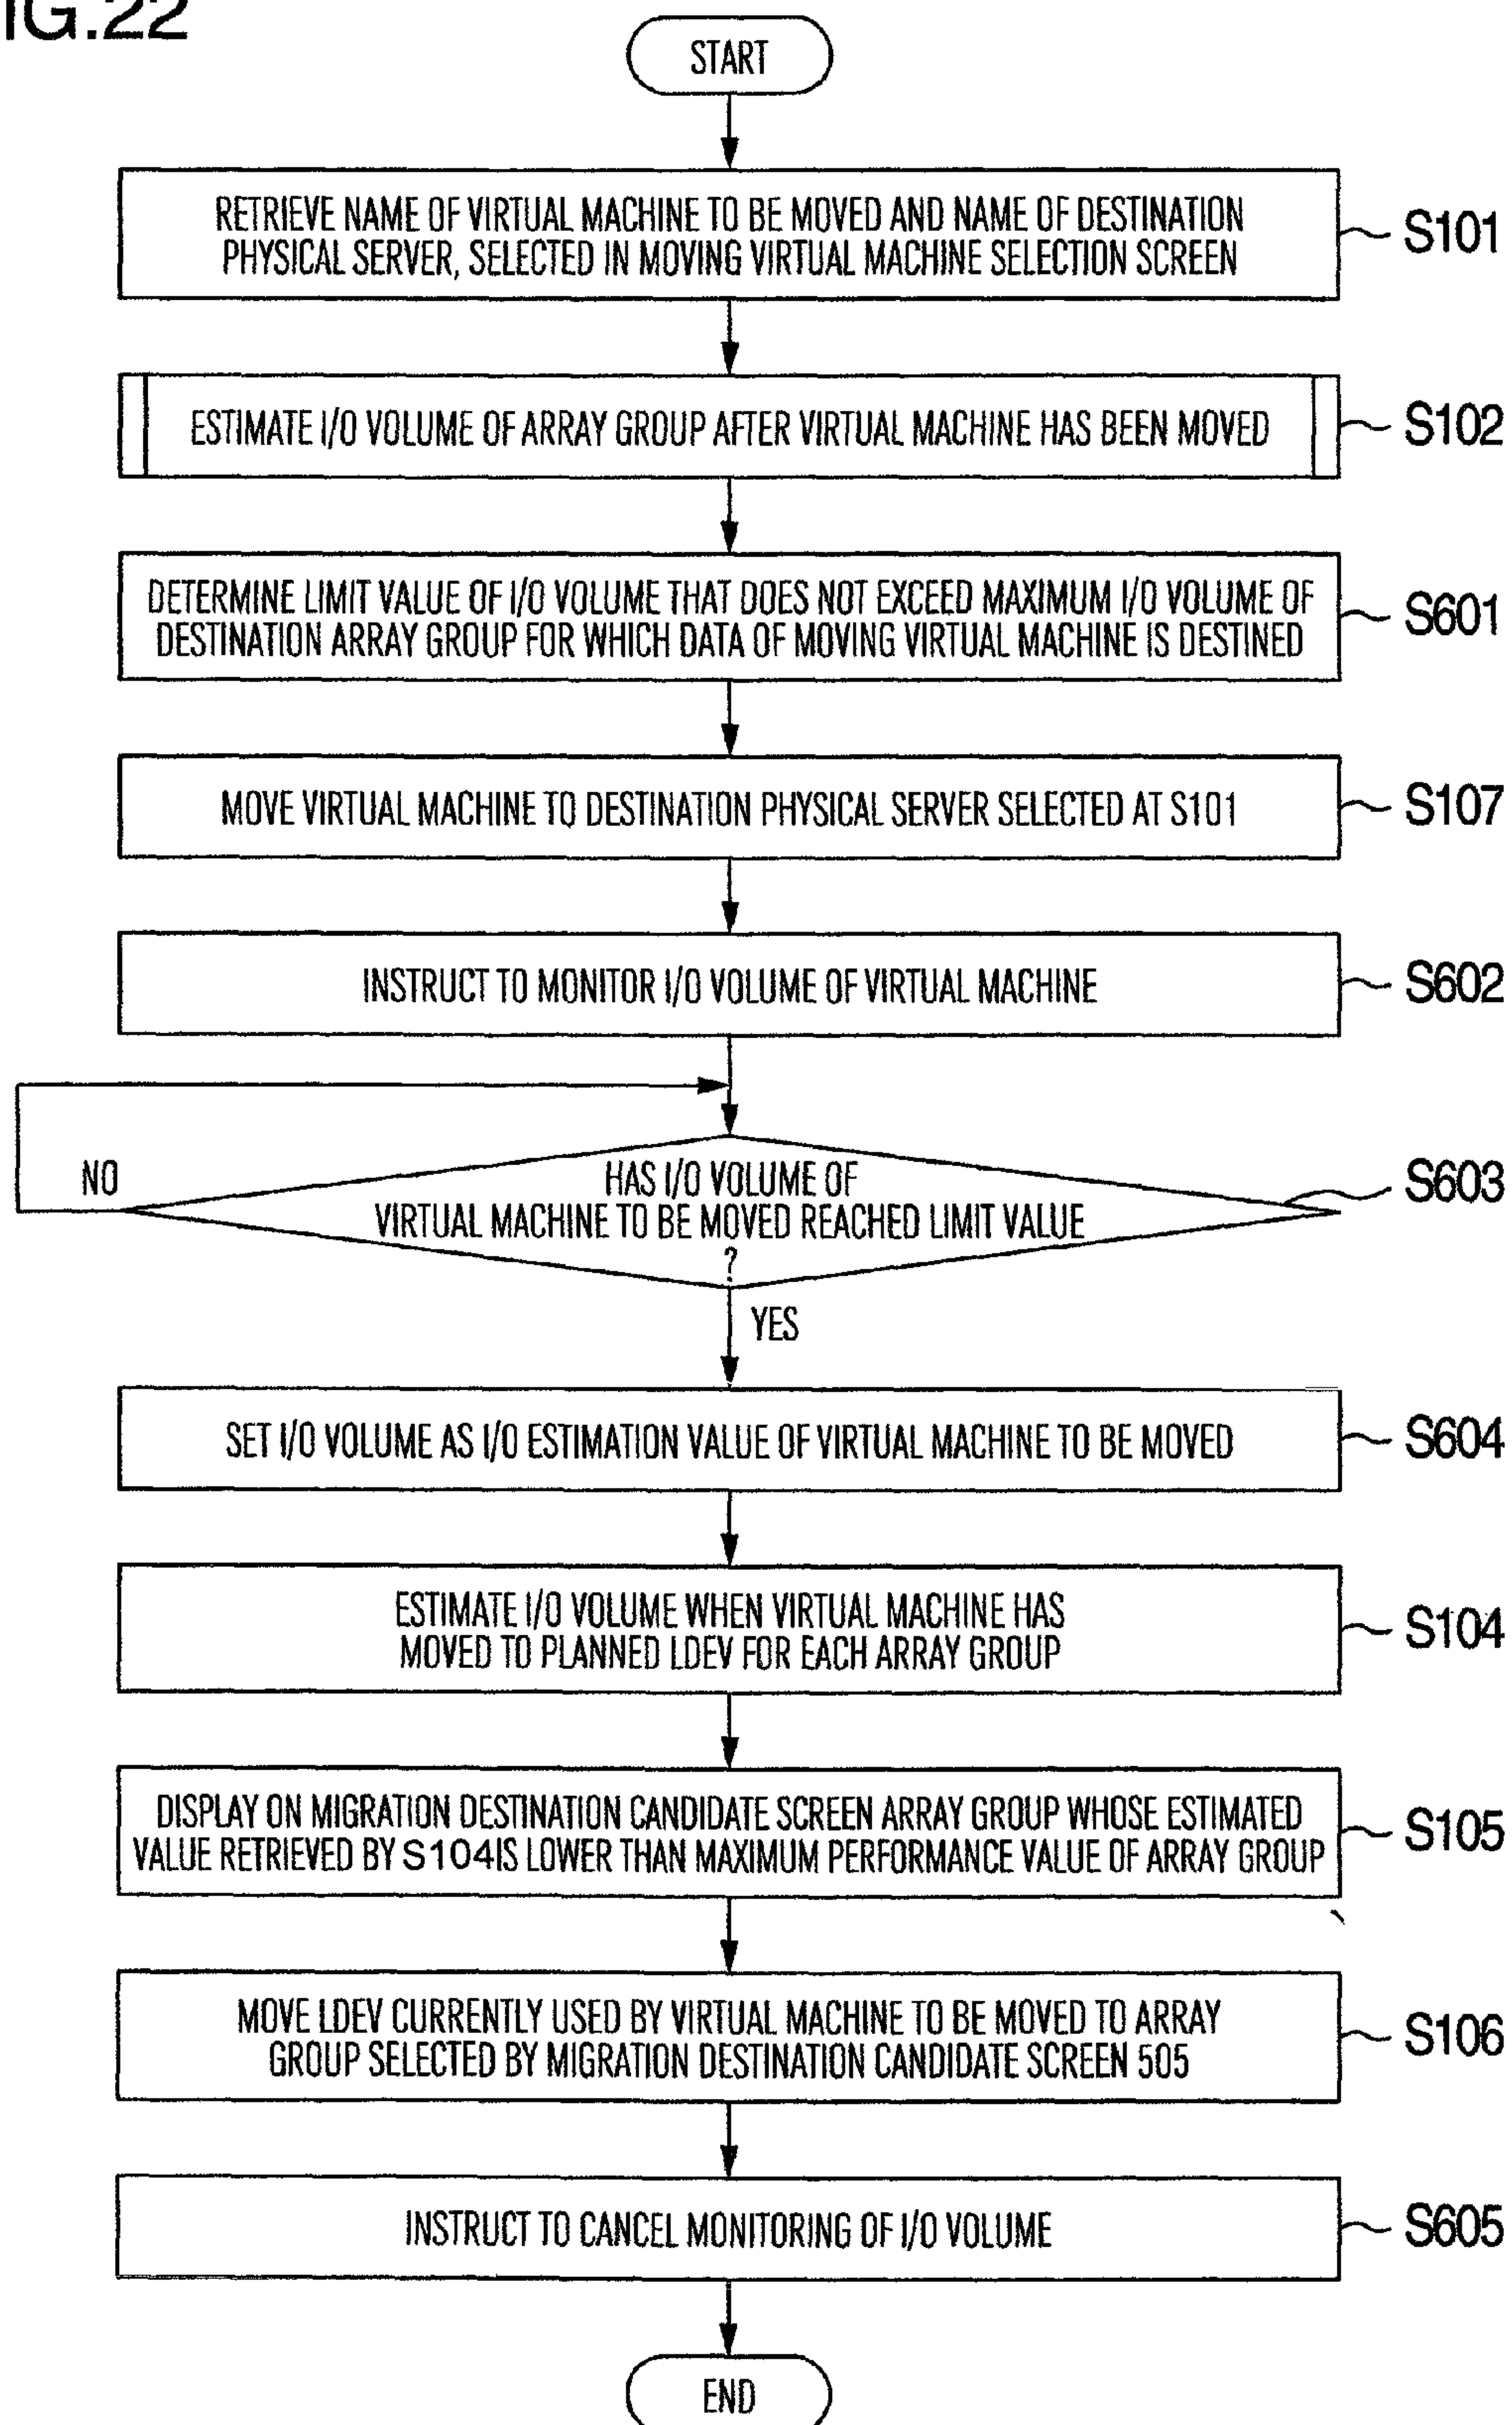 IG.22
START
RETRIEVE NAME OF VIRTUAL MACHINE TO BE MOVED AND NAME OF DESTINATION
PHYSICAL SERVER, SELECTED IN MOVING VIRTUAL MACHINE SELECTION SCREEN
S101
ESTIMATE I/O VOLUME OF ARRAY GROUP AFTER VIRTUAL MACHINE HAS BEEN MOVED
S102
DETERMINE LIMIT VALUE OF I/O VOLUME THAT DOES NOT EXCEED MAXIMUM I/O VOLUME OF
DESTINATION ARRAY GROUP FOR WHICH DATA OF MOVING VIRTUAL MACHINE IS DESTINED
S601
MOVE VIRTUAL MACHINE TO DESTINATION PHYSICAL SERVER SELECTED AT S101
S107
INSTRUCT TO MONITOR I/O VOLUME OF VIRTUAL MACHINE
S602
NO
HAS I/O VOLUME OF
VIRTUAL MACHINE TO BE MOVED REACHED LIMIT VALUE
?
S603
YES
SET I/O VOLUME AS I/O ESTIMATION VALUE OF VIRTUAL MACHINE TO BE MOVED
S604
ESTIMATE I/O VOLUME WHEN VIRTUAL MACHINE HAS
MOVED TO PLANNED LDEV FOR EACH ARRAY GROUP
S104
DISPLAY ON MIGRATION DESTINATION CANDIDATE SCREEN ARRAY GROUP WHOSE ESTIMATED
VALUE RETRIEVED BY S104IS LOWER THAN MAXIMUM PERFORMANCE VALUE OF ARRAY GROUP
S105
MOVE LDEV CURRENTLY USED BY VIRTUAL MACHINE TO BE MOVED TO ARRAY
GROUP SELECTED BY MIGRATION DESTINATION CANDIDATE SCREEN 505
S106
INSTRUCT TO CANCEL MONITORING OF I/O VOLUME
S605
END